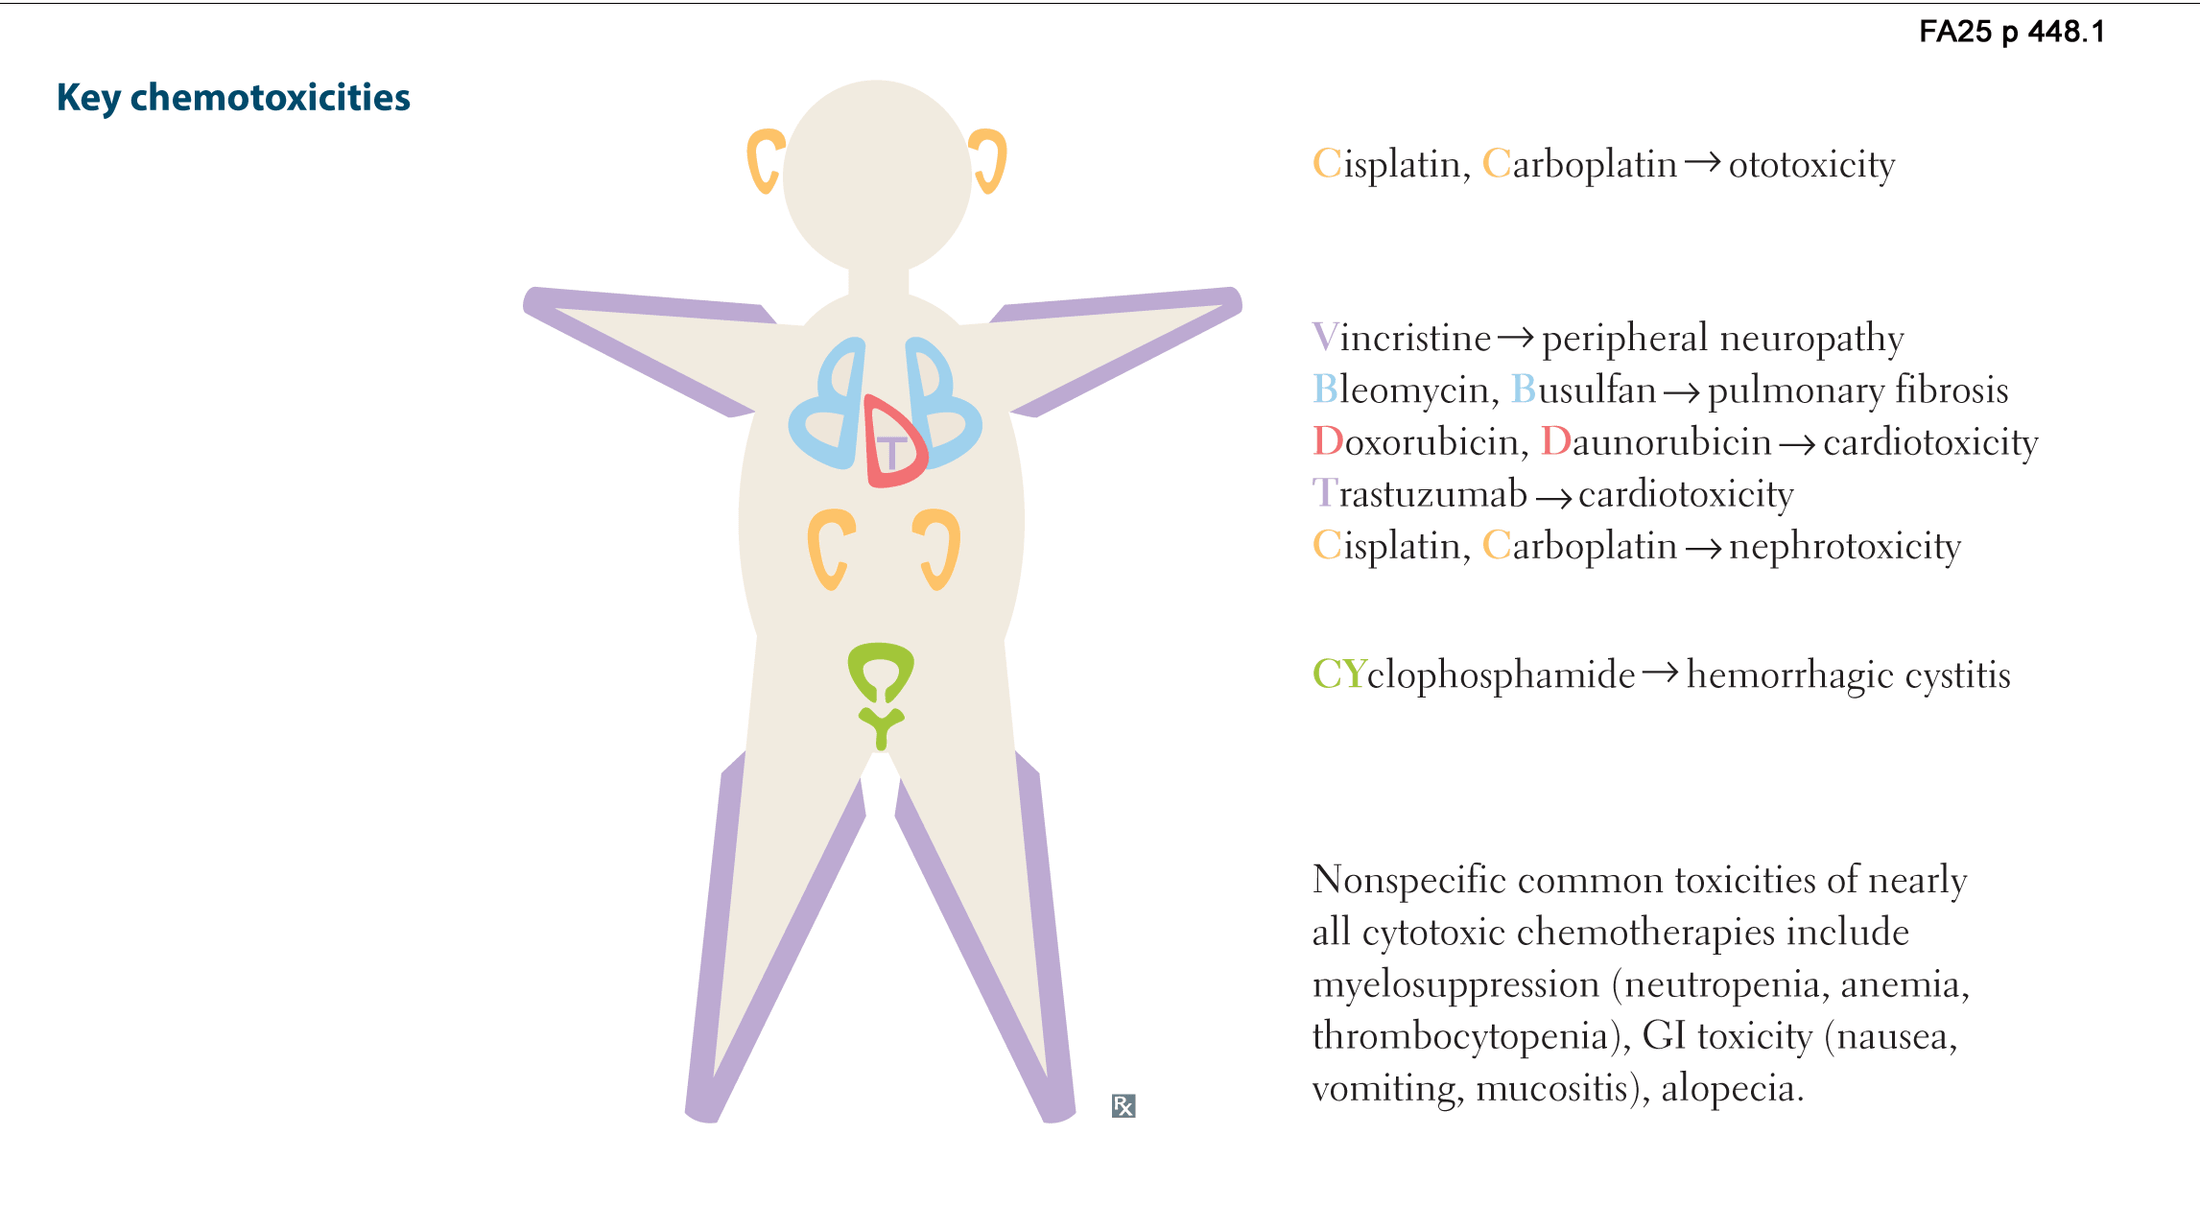 FA25 p 448.1
Key chemotoxicities
Cisplatin, Carboplatin → ototoxicity
Vincristine → peripheral neuropathy
Bleomycin, Busulfan → pulmonary fibrosis
Doxorubicin, Daunorubicin → cardiotoxicity
Trastuzumab → cardiotoxicity
Cisplatin, Carboplatin → nephrotoxicity
CYclophosphamide → hemorrhagic cystitis
Nonspecific common toxicities of nearly
all cytotoxic chemotherapies include
myelosuppression (neutropenia, anemia,
thrombocytopenia), GI toxicity (nausea,
vomiting, mucositis), alopecia.
C C
B B
D
T
C C
C
Y
Rx